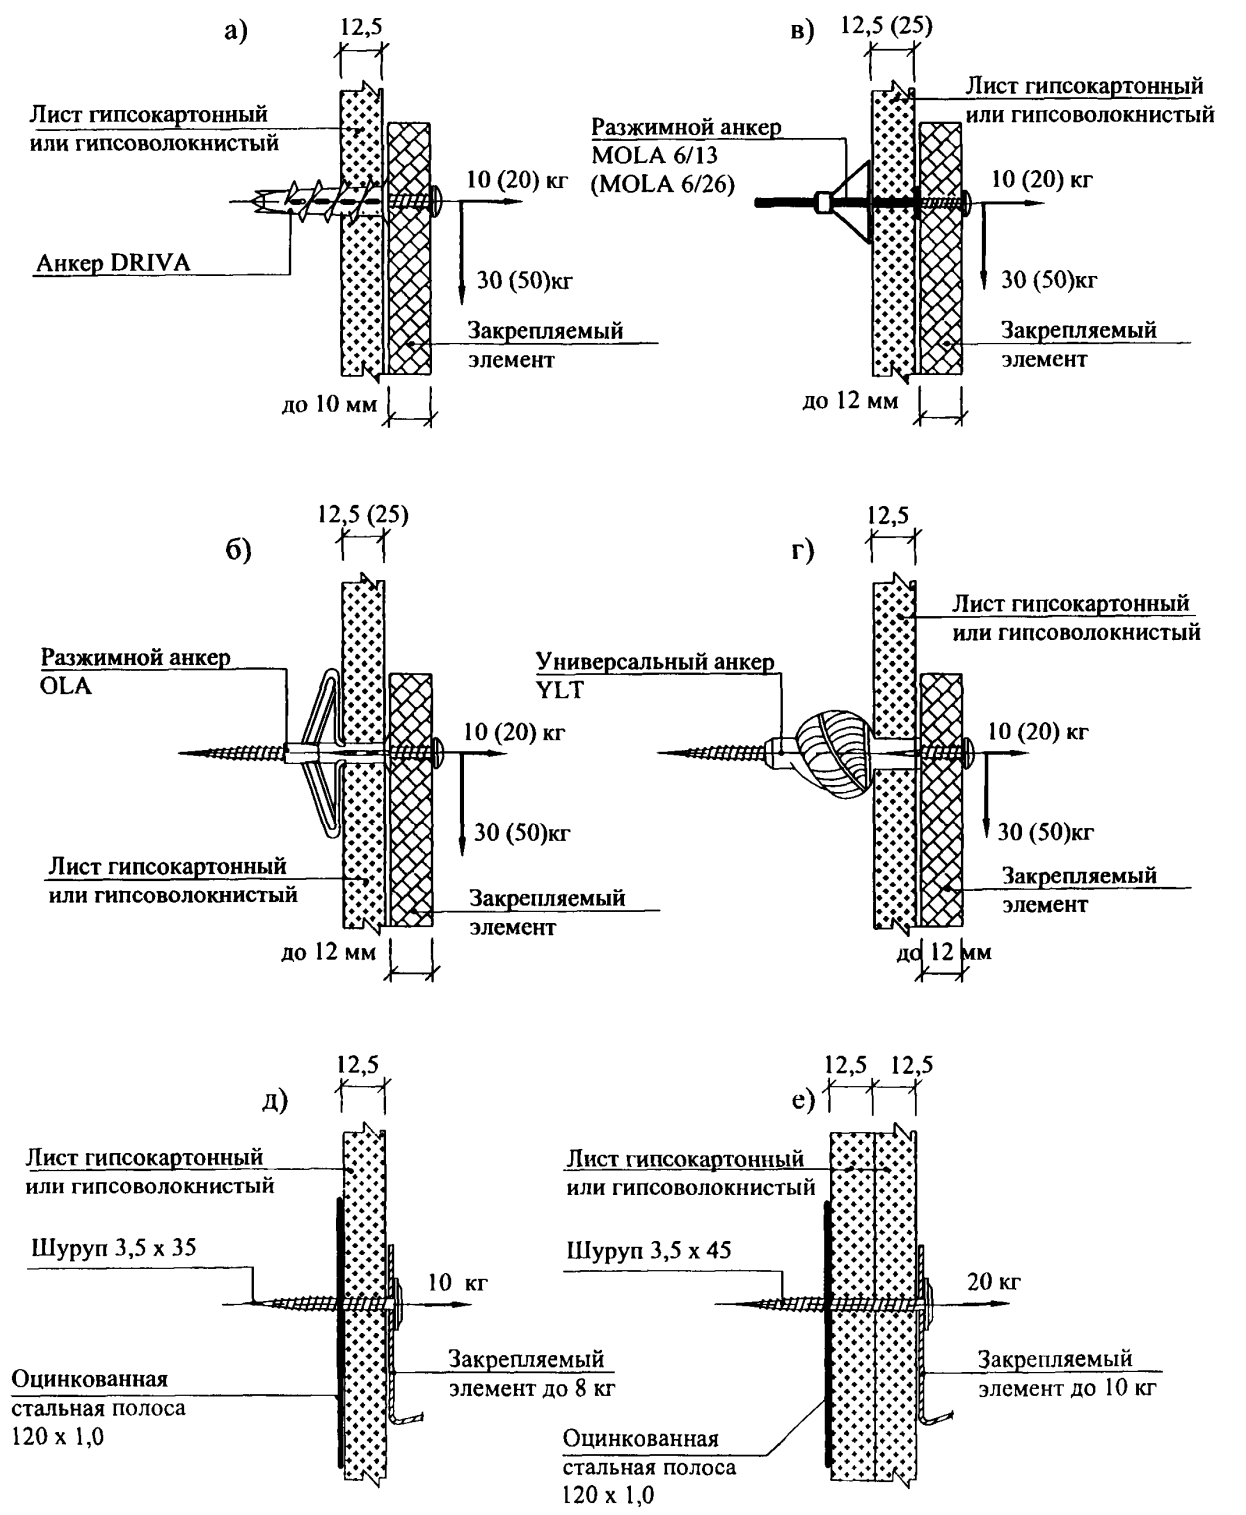 а)
12,5
Лист гипсокартонный
или гипсоволокнистый
10 (20) кг
Анкер DRIVA
30 (50)кг
Закрепляемый
элемент
до 10 мм
в)
12,5 (25)
Лист гипсокартонный
или гипсоволокнистый
Разжимной анкер
MOLA 6/13
(MOLA 6/26)
10 (20) кг
30 (50)кг
Закрепляемый
элемент
до 12 мм
б)
12,5 (25)
Разжимной анкер
OLA
10 (20) кг
30 (50)кг
Лист гипсокартонный
или гипсоволокнистый
Закрепляемый
элемент
до 12 мм
г)
12,5
Лист гипсокартонный
или гипсоволокнистый
Универсальный анкер
YLT
10 (20) кг
30 (50)кг
Закрепляемый
элемент
до 12 мм
д)
12,5
Лист гипсокартонный
или гипсоволокнистый
Шуруп 3,5 х 35
10 кг
Закрепляемый
элемент до 8 кг
Оцинкованная
стальная полоса
120 х 1,0
е)
12,5 12,5
Лист гипсокартонный
или гипсоволокнистый
Шуруп 3,5 х 45
20 кг
Закрепляемый
элемент до 10 кг
Оцинкованная
стальная полоса
120 х 1,0